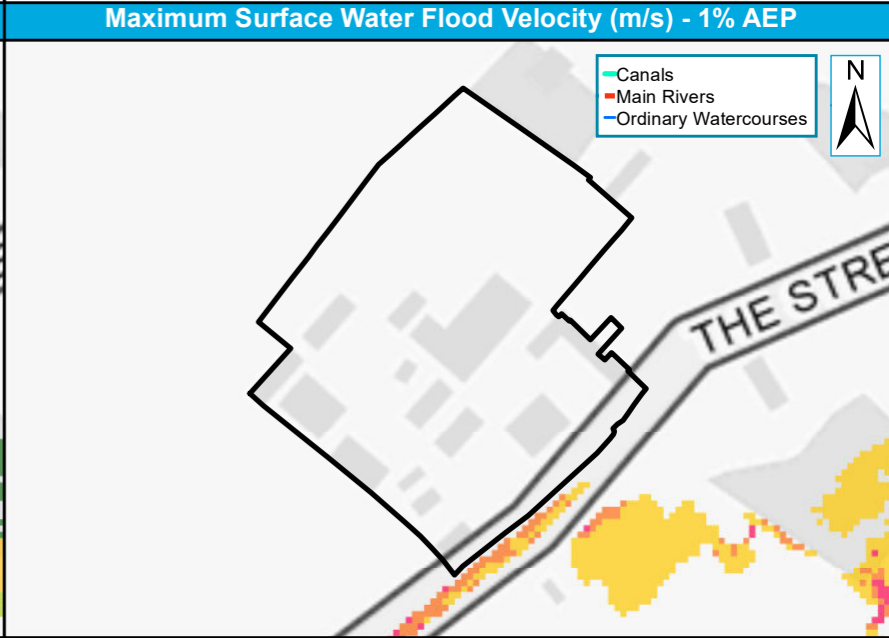 Maximum Surface Water Flood Velocity (m/s) - 1% AEP
Canals
Main Rivers
Ordinary Watercourses
N
THE STRE